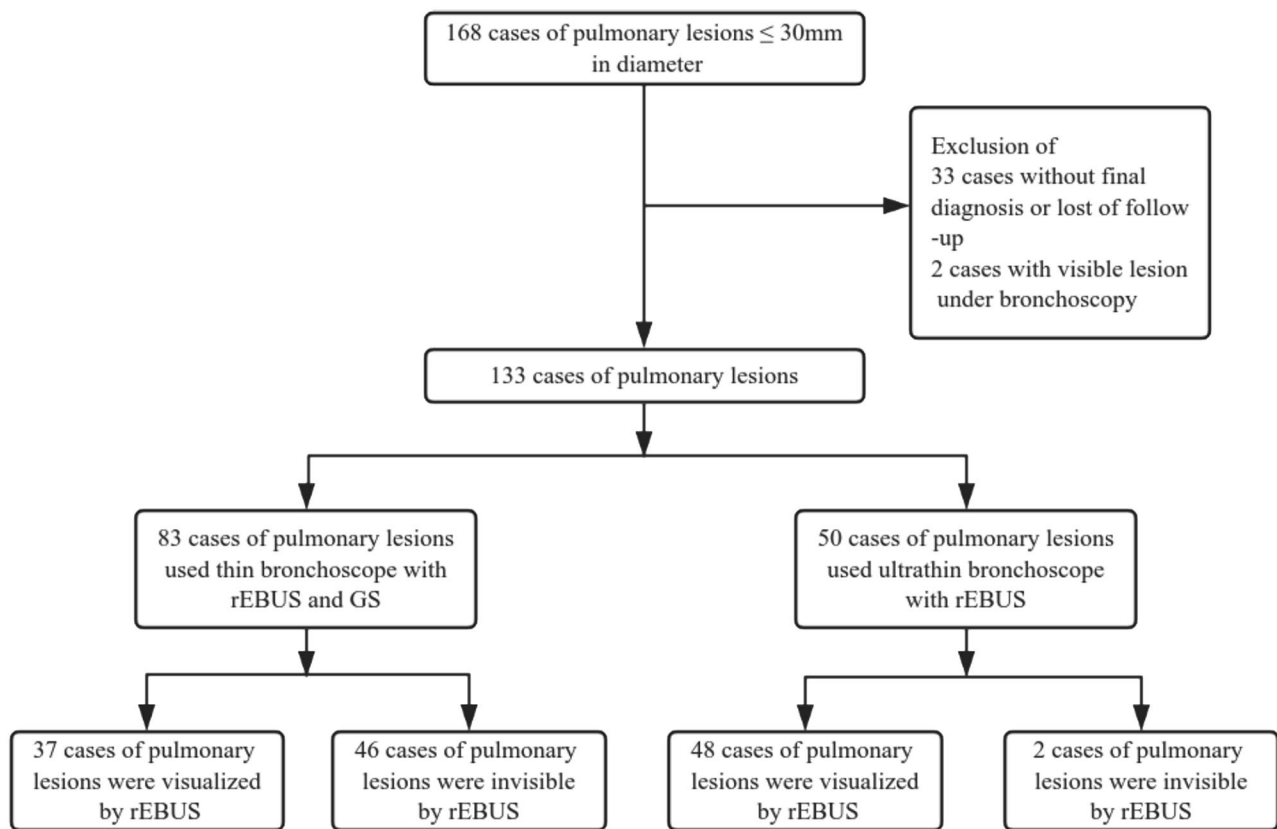 168 cases of pulmonary lesions ≤ 30mm
in diameter
Exclusion of
33 cases without final
diagnosis or lost of follow
-up
2 cases with visible lesion
under bronchoscopy
133 cases of pulmonary lesions
83 cases of pulmonary lesions
used thin bronchoscope with
rEBUS and GS
50 cases of pulmonary lesions
used ultrathin bronchoscope
with rEBUS
37 cases of pulmonary
lesions were visualized
by rEBUS
46 cases of pulmonary
lesions were invisible
by rEBUS
48 cases of pulmonary
lesions were visualized
by rEBUS
2 cases of pulmonary
lesions were invisible
by rEBUS